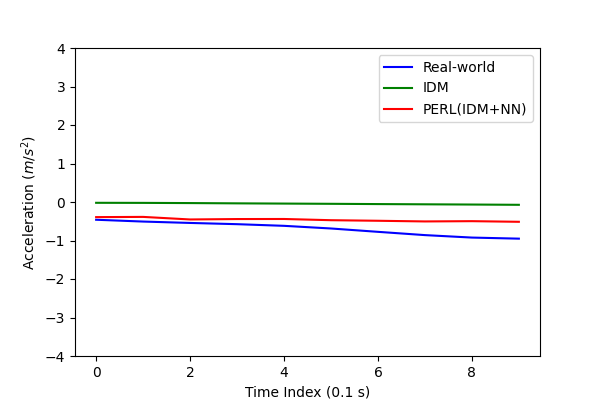 Real-world
IDM
PERL(IDM+NN)
4
3
2
1
0
−1
−2
−3
−4
Acceleration (m/s²)
0 2 4 6 8
Time Index (0.1 s)